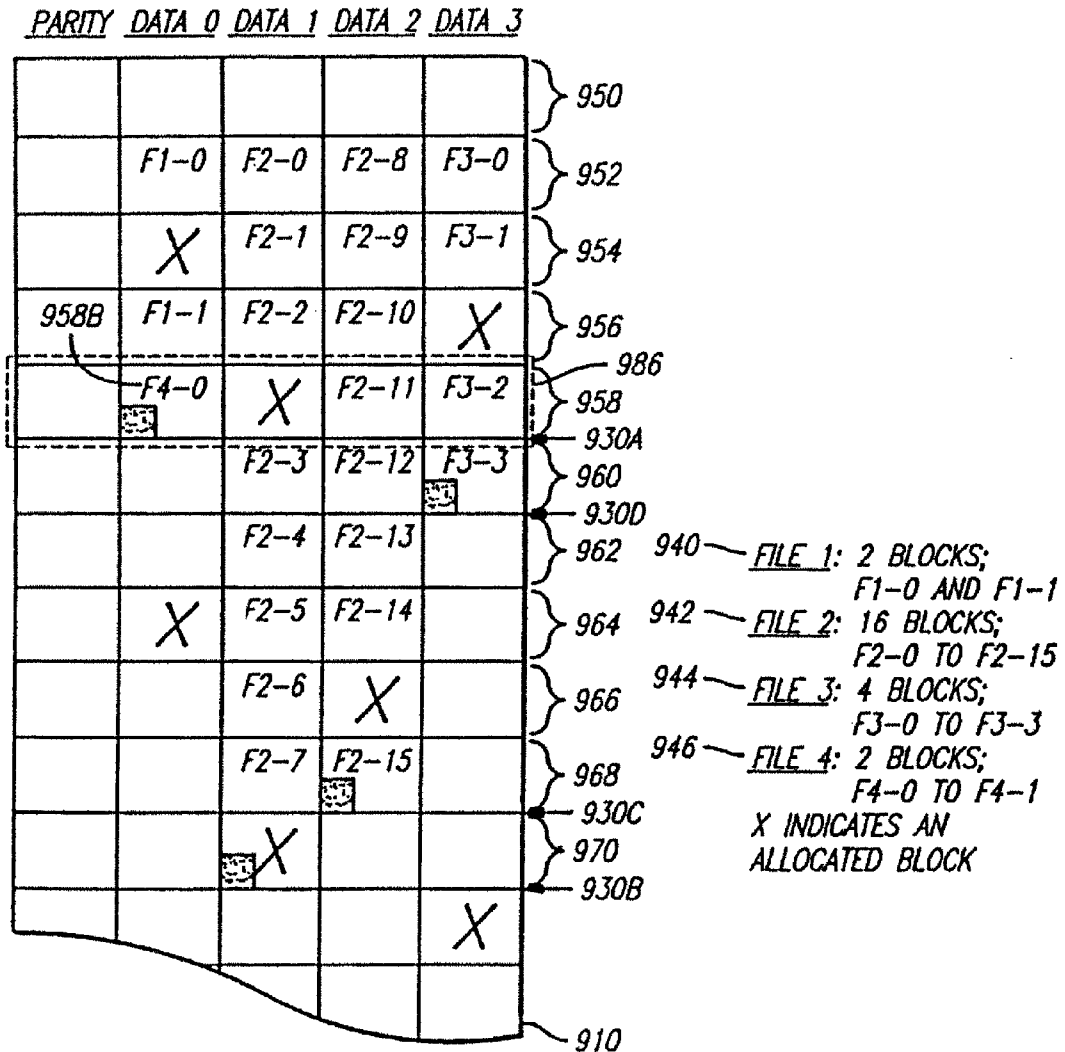 PARITY DATA 0 DATA 1 DATA 2 DATA 3
950
F1-0 F2-0 F2-8 F3-0 952
X F2-1 F2-9 F3-1 954
958B F1-1 F2-2 F2-10 X 956
986
F4-0 X F2-11 F3-2 958
930A
F2-3 F2-12 F3-3 960
930D
F2-4 F2-13 962
X F2-5 F2-14 964
F2-6 X 966
F2-7 F2-15 968
930C
X 970
930B
X
910
940 FILE 1: 2 BLOCKS;
F1-0 AND F1-1
942 FILE 2: 16 BLOCKS;
F2-0 TO F2-15
944 FILE 3: 4 BLOCKS;
F3-0 TO F3-3
946 FILE 4: 2 BLOCKS;
F4-0 TO F4-1
X INDICATES AN
ALLOCATED BLOCK